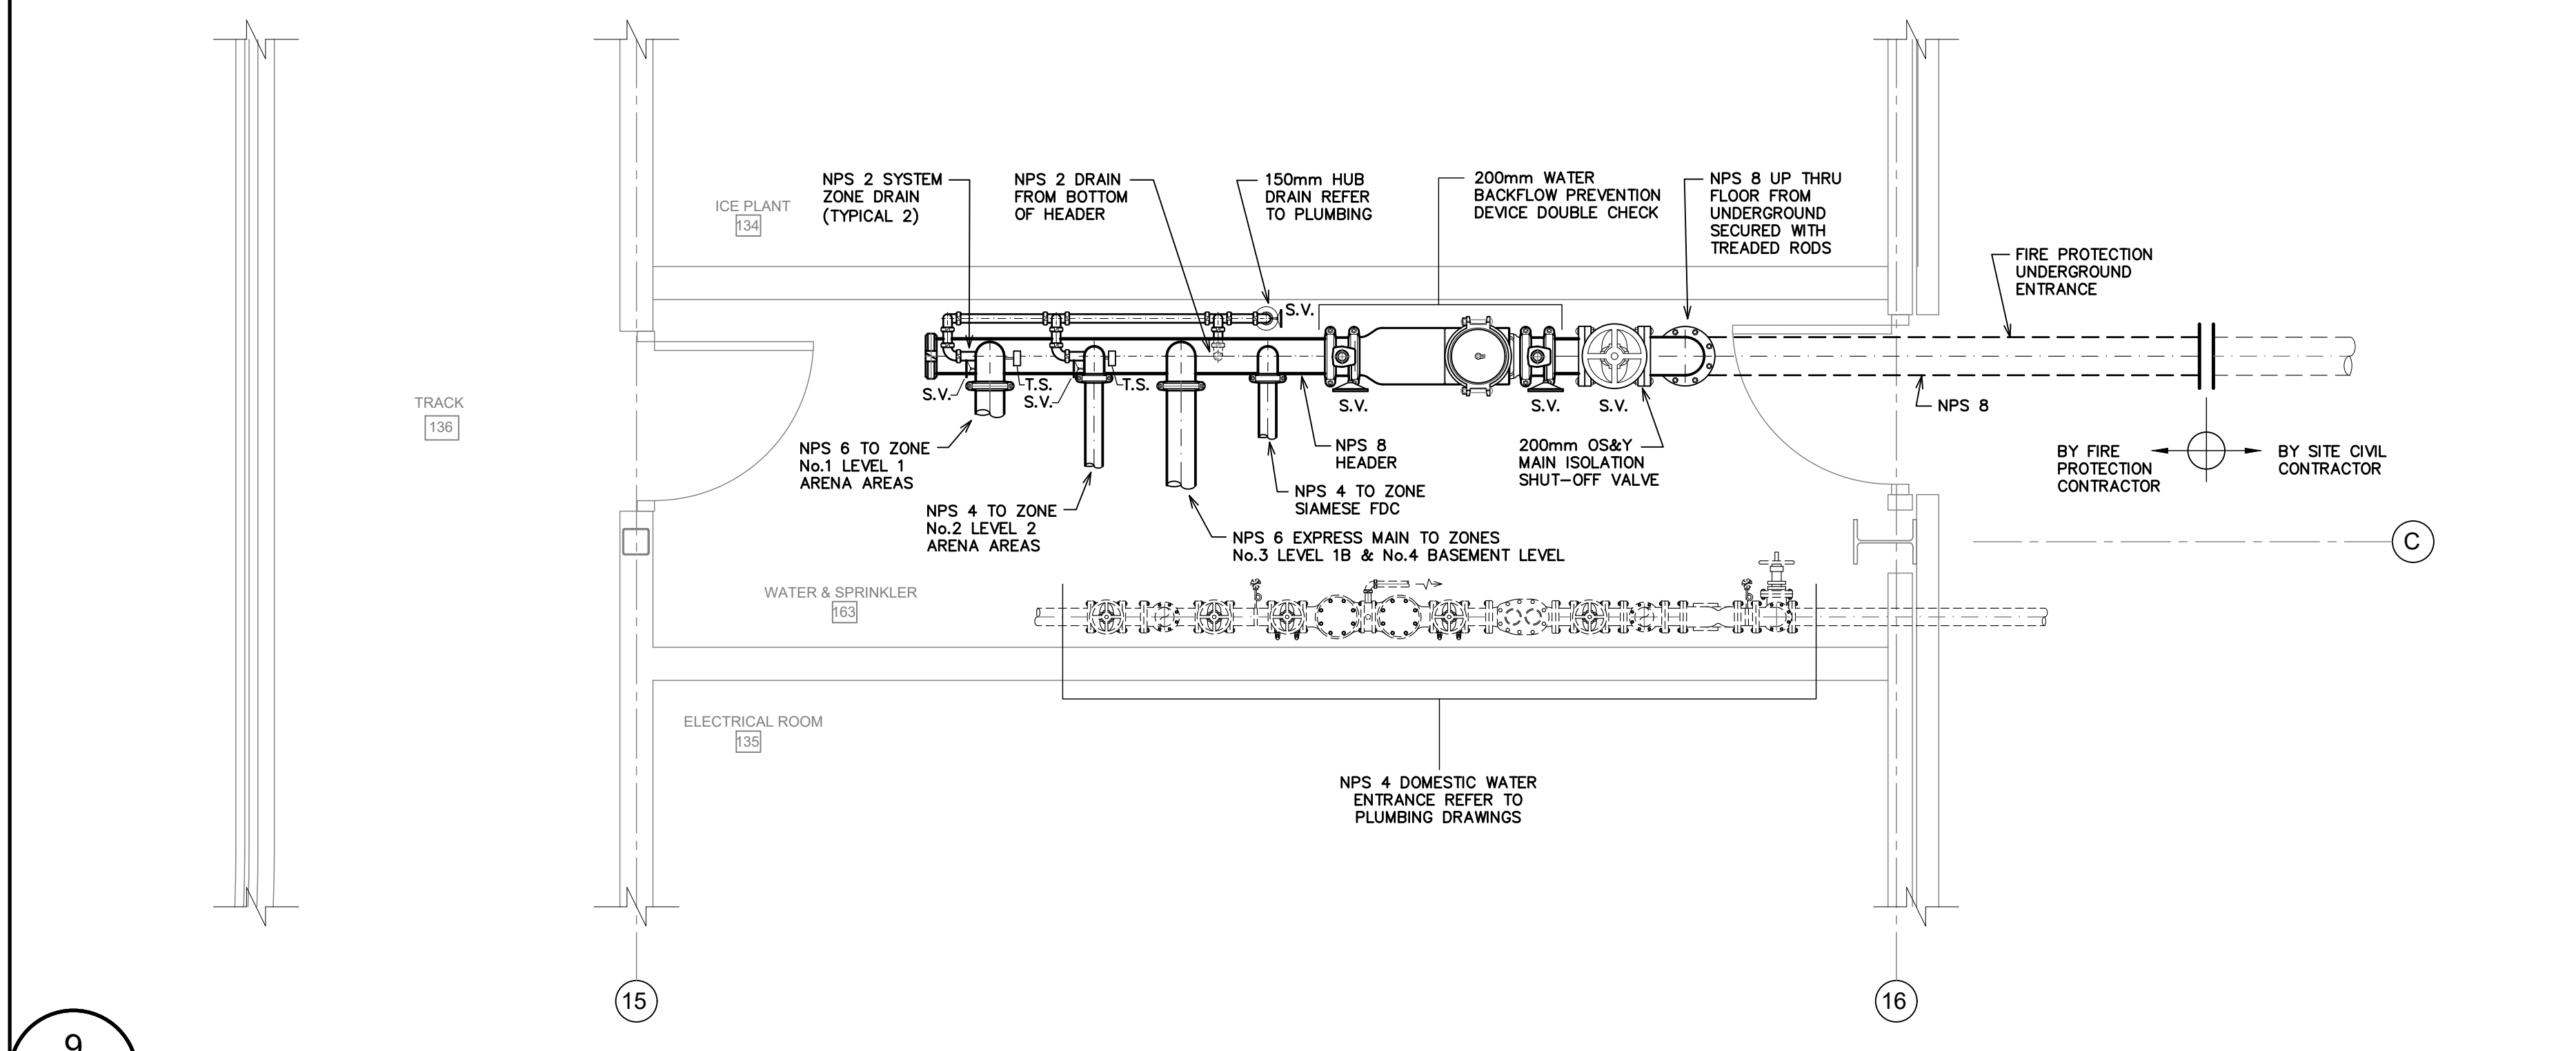 NPS 2 SYSTEM
ZONE DRAIN
(TYPICAL 2)
NPS 2 DRAIN
FROM BOTTOM
OF HEADER
150mm HUB
DRAIN REFER
TO PLUMBING
200mm WATER
BACKFLOW PREVENTION
DEVICE DOUBLE CHECK
NPS 8 UP THRU
FLOOR FROM
UNDERGROUND
SECURED WITH
TREADED RODS
FIRE PROTECTION
UNDERGROUND
ENTRANCE
ICE PLANT
134
S.V.
TRACK
136
S.V.
T.S.
S.V.
T.S.
S.V.
S.V.
S.V.
NPS 8
NPS 6 TO ZONE
No.1 LEVEL 1
ARENA AREAS
NPS 4 TO ZONE
No.2 LEVEL 2
ARENA AREAS
NPS 8
HEADER
NPS 4 TO ZONE
SIAMESE FDC
NPS 6 EXPRESS MAIN TO ZONES
No.3 LEVEL 1B & No.4 BASEMENT LEVEL
200mm OS&Y
MAIN ISOLATION
SHUT-OFF VALVE
BY FIRE
PROTECTION
CONTRACTOR
BY SITE CIVIL
CONTRACTOR
C
WATER & SPRINKLER
163
ELECTRICAL ROOM
135
NPS 4 DOMESTIC WATER
ENTRANCE REFER TO
PLUMBING DRAWINGS
15
16
9